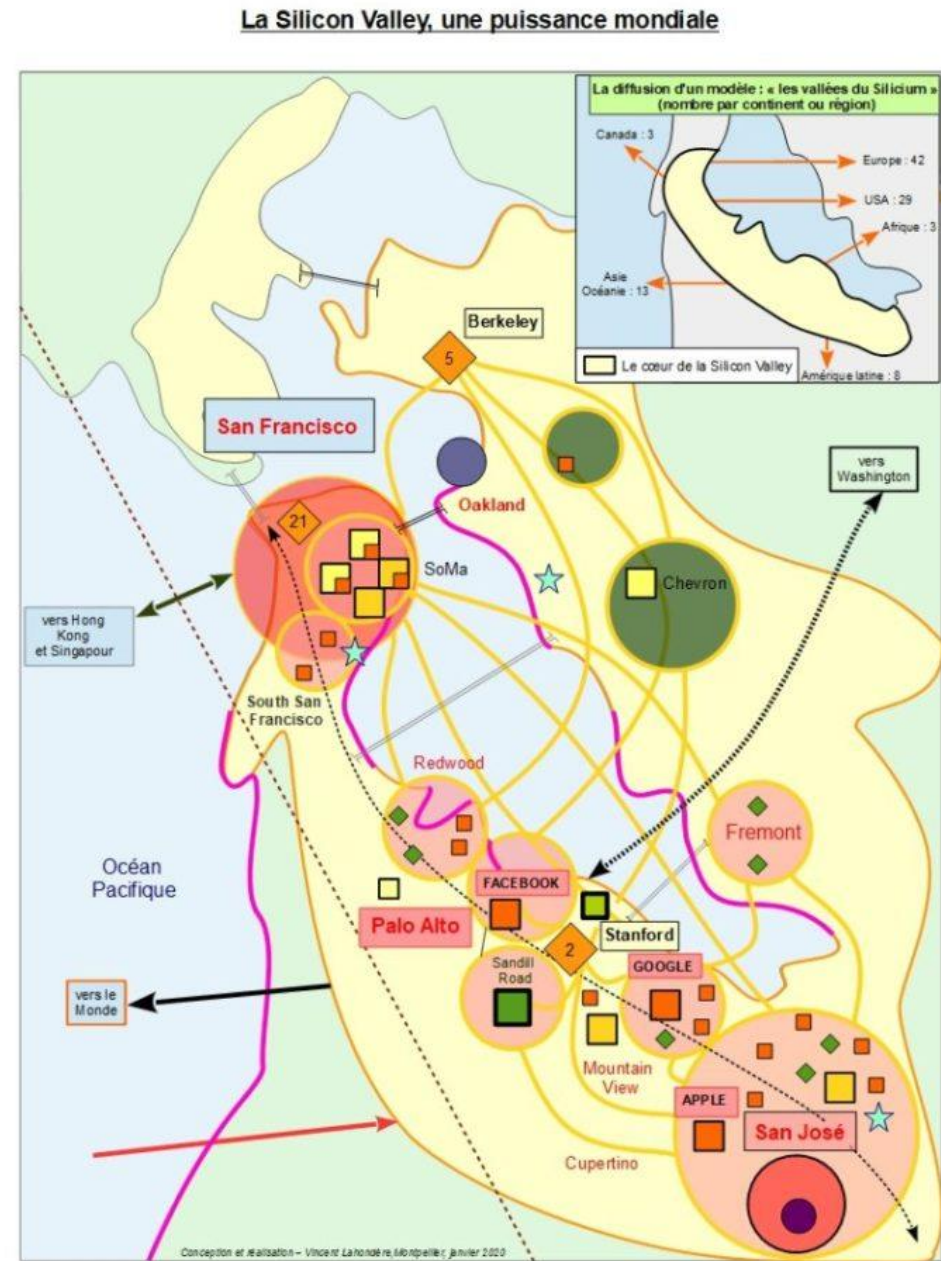 La Silicon Valley, une puissance mondiale
La diffusion d'un modèle : « les vallées du Silicium »
(nombre par continent ou région)
Canada : 3
Europe : 42
USA : 29
Afrique : 3
Asie
Océanie : 13
Amérique latine : 8
Le cœur de la Silicon Valley
Berkeley
5
San Francisco
vers
Washington
Oakland
21
SoMa
Chevron
vers Hong
Kong
et Singapour
South San
Francisco
Redwood
Fremont
Océan
Pacifique
FACEBOOK
Palo Alto
Stanford
2
Sandill
Road
GOOGLE
vers le
Monde
Mountain
View
APPLE
San José
Cupertino
Conception et réalisation – Vincent Lahondère,Montpellier, janvier 2020